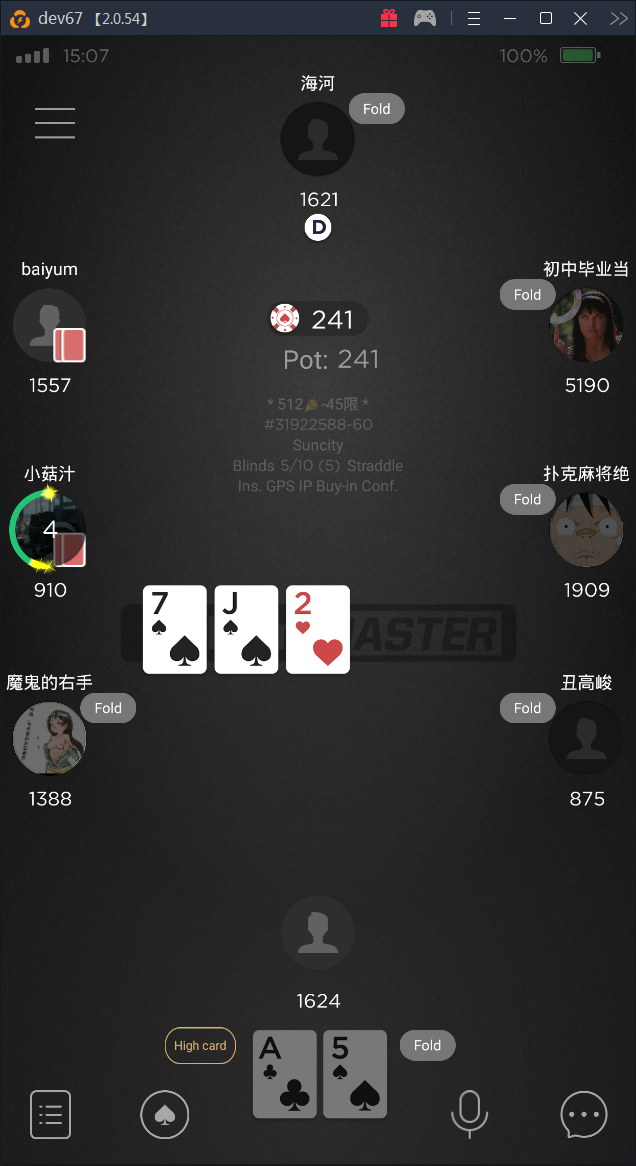 dev67 【2.0.54】
15:07
100%
海河
Fold
1621
D
baiyum
初中毕业当
Fold
241
1557
Pot: 241
5190
* 512 -45限 *
#31922588-60
Suncity
Blinds 5/10 (5) Straddle
Ins. GPS IP Buy-in Conf.
小菇汁
扑克麻将绝
Fold
4
910
1909
7 J 2
MASTER
魔鬼的右手
Fold
丑高峻
Fold
1388
875
1624
High card
A 5
Fold